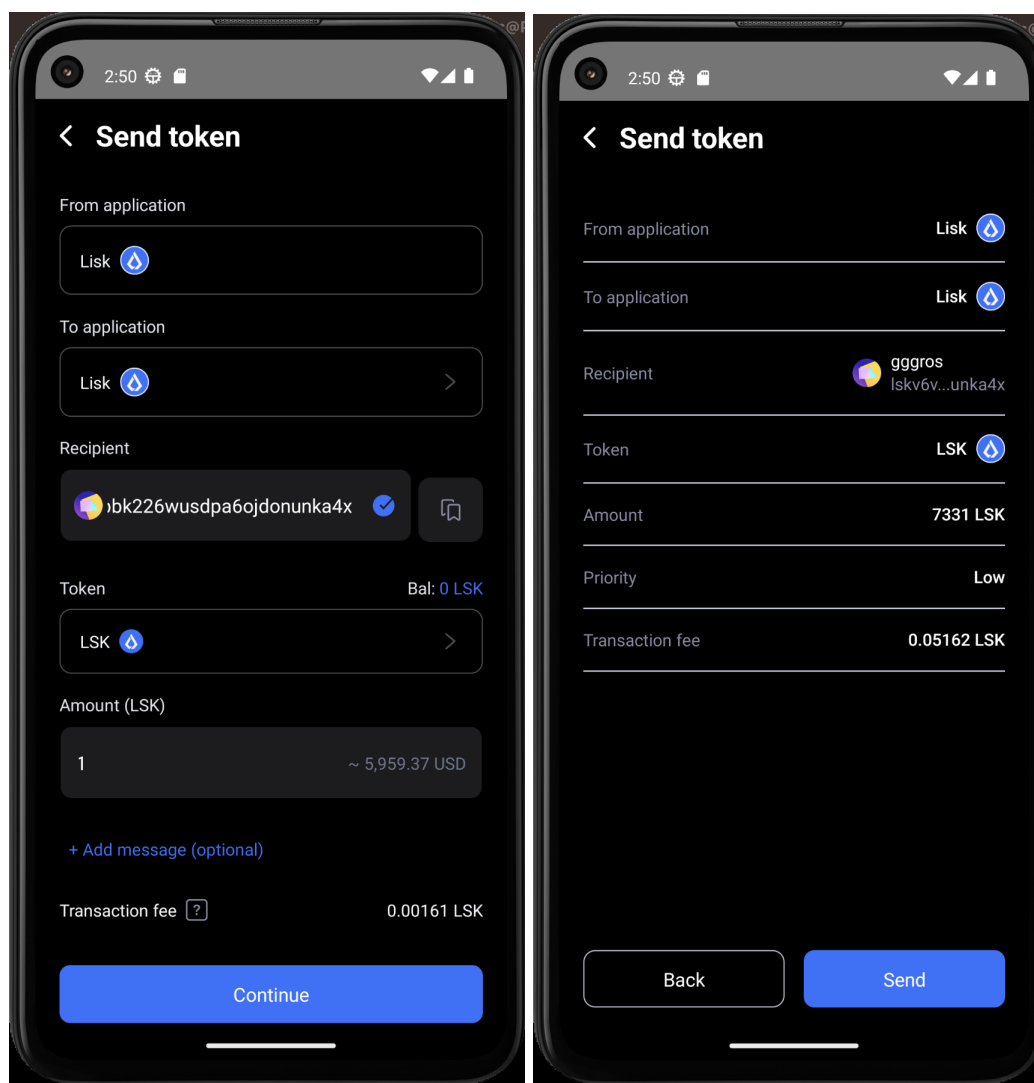 2:50
Send token
From application
Lisk
To application
Lisk
Recipient
bk226wusdpa6ojdonunka4x
Token
Bal: 0 LSK
LSK
Amount (LSK)
1
~ 5,959.37 USD
+ Add message (optional)
Transaction fee ?
0.00161 LSK
Continue
2:50
Send token
From application
Lisk
To application
Lisk
Recipient
gggros
lskv6v...unka4x
Token
LSK
Amount
7331 LSK
Priority
Low
Transaction fee
0.05162 LSK
Back
Send